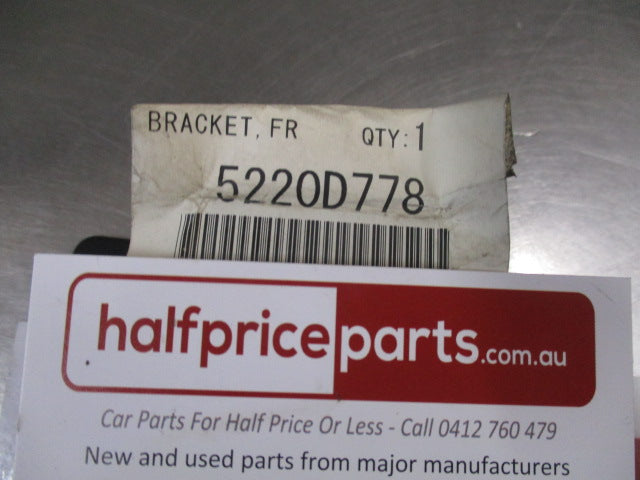 BRACKET, FR QTY:1
5220D778
halfpriceparts.com.au
Car Parts For Half Price Or Less - Call 0412 760 479
New and used parts from major manufacturers